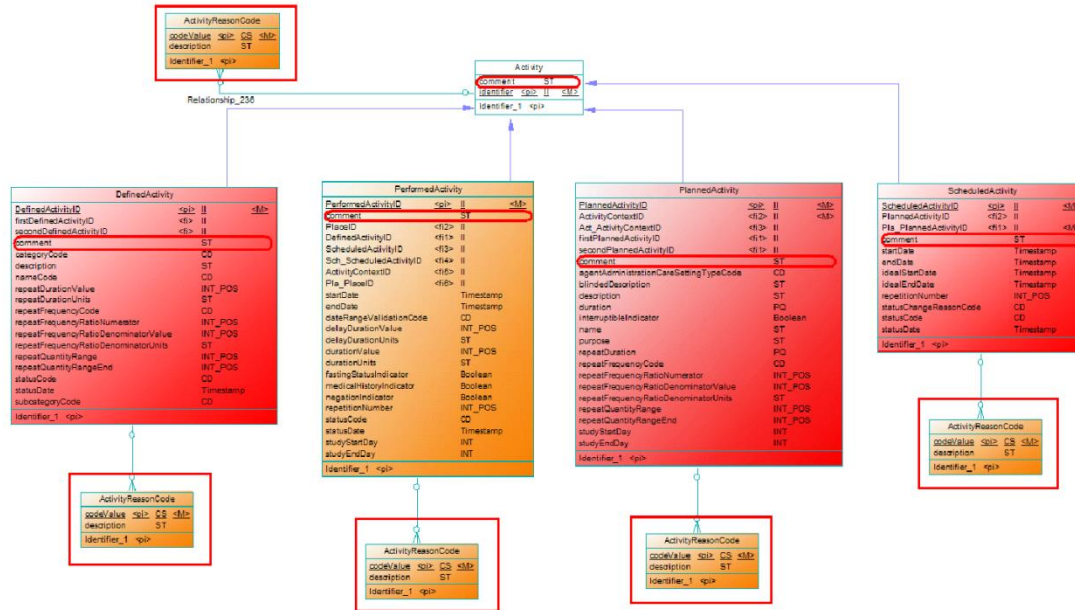 ActivityReasonCode
codeValue <pi> CS <M>
description ST
Identifier_1 <pi>
Relationship_236
Activity
comment ST
identifier <pi> II <M>
Identifier_1 <pi>
DefinedActivity
DefinedActivityID <pi> II <M>
firstDefinedActivityID <fi> II
secondDefinedActivityID <fi> II
comment ST
categoryCode CD
description ST
nameCode CD
repeatDurationValue INT_POS
repeatDurationUnits ST
repeatFrequencyCode CD
repeatFrequencyRatioNumerator INT_POS
repeatFrequencyRatioDenominatorValue INT_POS
repeatFrequencyRatioDenominatorUnits ST
repeatQuantityRange INT_POS
repeatQuantityRangeEnd INT_POS
statusCode CD
statusDate Timestamp
subcategoryCode CD
Identifier_1 <pi>
PerformedActivity
PerformedActivityID <pi> II <M>
comment ST
PlaceID <fi2> II
DefinedActivityID <fi1> II
ScheduledActivityID <fi3> II
Sch_ScheduledActivityID <fi4> II
ActivityContextID <fi5> II
Pla_PlaceID <fi6> II
startDate Timestamp
endDate Timestamp
dateRangeValidationCode CD
delayDurationValue INT_POS
delayDurationUnits ST
durationValue INT_POS
durationUnits ST
fastingStatusIndicator Boolean
medicalHistoryIndicator Boolean
negationIndicator Boolean
repetitionNumber INT_POS
statusCode CD
statusDate Timestamp
studyStartDay INT
studyEndDay INT
Identifier_1 <pi>
PlannedActivity
PlannedActivityID <pi> II <M>
ActivityContextID <fi2> II <M>
Act_ActivityContextID <fi3> II
firstPlannedActivityID <fi1> II
secondPlannedActivityID <fi1> II
comment ST
agentAdministrationCareSettingTypeCode CD
blindedDescription ST
description ST
duration PQ
interruptibleIndicator Boolean
name ST
purpose ST
repeatDuration PQ
repeatFrequencyCode CD
repeatFrequencyRatioNumerator INT_POS
repeatFrequencyRatioDenominatorValue INT_POS
repeatFrequencyRatioDenominatorUnits ST
repeatQuantityRange INT_POS
repeatQuantityRangeEnd INT_POS
studyStartDay INT
studyEndDay INT
Identifier_1 <pi>
ScheduledActivity
ScheduledActivityID <pi> II <M>
PlannedActivityID <fi2> II
Pla_PlannedActivityID <fi1> II <M>
comment ST
startDate Timestamp
endDate Timestamp
idealStartDate Timestamp
idealEndDate Timestamp
repetitionNumber INT_POS
statusChangeReasonCode CD
statusCode CD
statusDate Timestamp
Identifier_1 <pi>
ActivityReasonCode
codeValue <pi> CS <M>
description ST
Identifier_1 <pi>
ActivityReasonCode
codeValue <pi> CS <M>
description ST
Identifier_1 <pi>
ActivityReasonCode
codeValue <pi> CS <M>
description ST
Identifier_1 <pi>
ActivityReasonCode
codeValue <pi> CS <M>
description ST
Identifier_1 <pi>